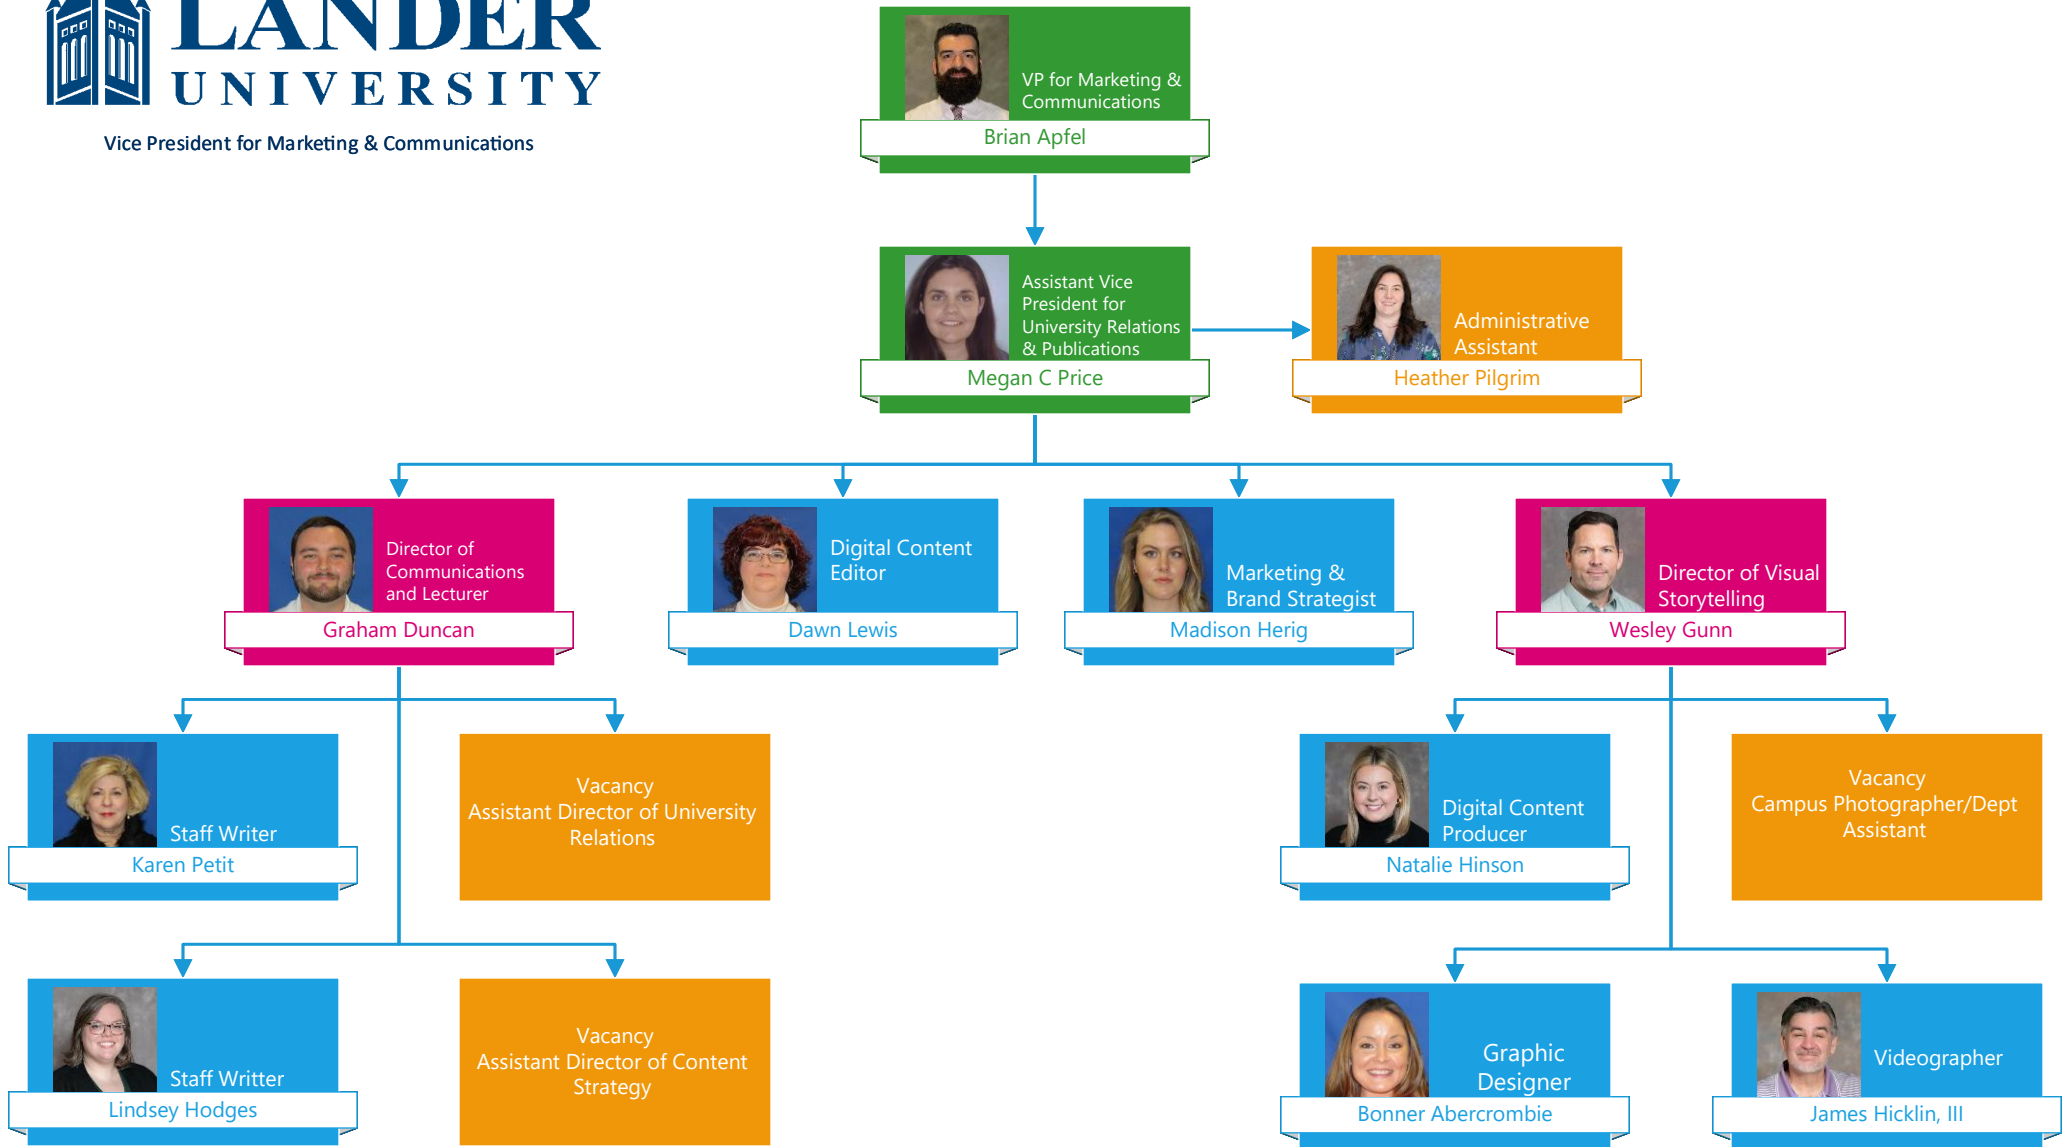 LANDER
UNIVERSITY
Vice President for Marketing & Communications
VP for Marketing &
Communications
Brian Apfel
Assistant Vice
President for
University Relations
& Publications
Megan C Price
Administrative
Assistant
Heather Pilgrim
Director of
Communications
and Lecturer
Graham Duncan
Digital Content
Editor
Dawn Lewis
Marketing &
Brand Strategist
Madison Herig
Director of Visual
Storytelling
Wesley Gunn
Staff Writer
Karen Petit
Vacancy
Assistant Director of University
Relations
Digital Content
Producer
Natalie Hinson
Vacancy
Campus Photographer/Dept
Assistant
Staff Writter
Lindsey Hodges
Vacancy
Assistant Director of Content
Strategy
Graphic
Designer
Bonner Abercrombie
Videographer
James Hicklin, III